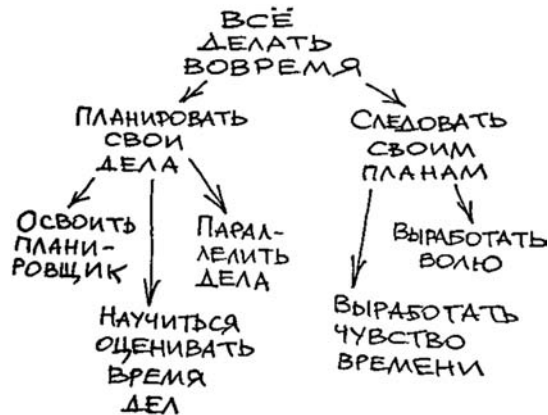 ВСЁ
ДЕЛАТЬ
ВОВРЕМЯ
ПЛАНИРОВАТЬ
СВОИ
ДЕЛА
СЛЕДОВАТЬ
СВОИМ
ПЛАНАМ
ОСВОИТЬ
ПЛАНИ-
РОВЩИК
НАУЧИТЬСЯ
ОЦЕНИВАТЬ
ВРЕМЯ
ДЕЛ
ПАРАЛ-
ЛЕЛИТЬ
ДЕЛА
ВЫРАБОТАТЬ
ЧУВСТВО
ВРЕМЕНИ
ВЫРАБОТАТЬ
ВОЛЮ